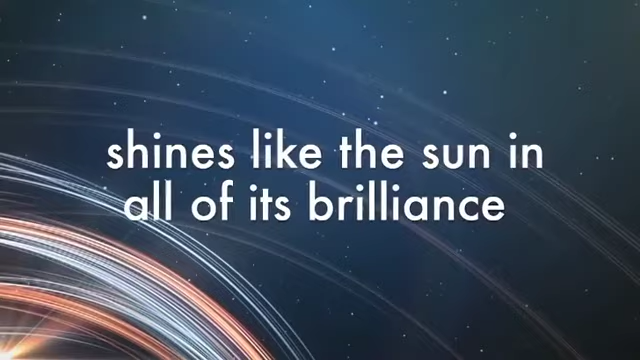 shines like the sun in
all of its brilliance